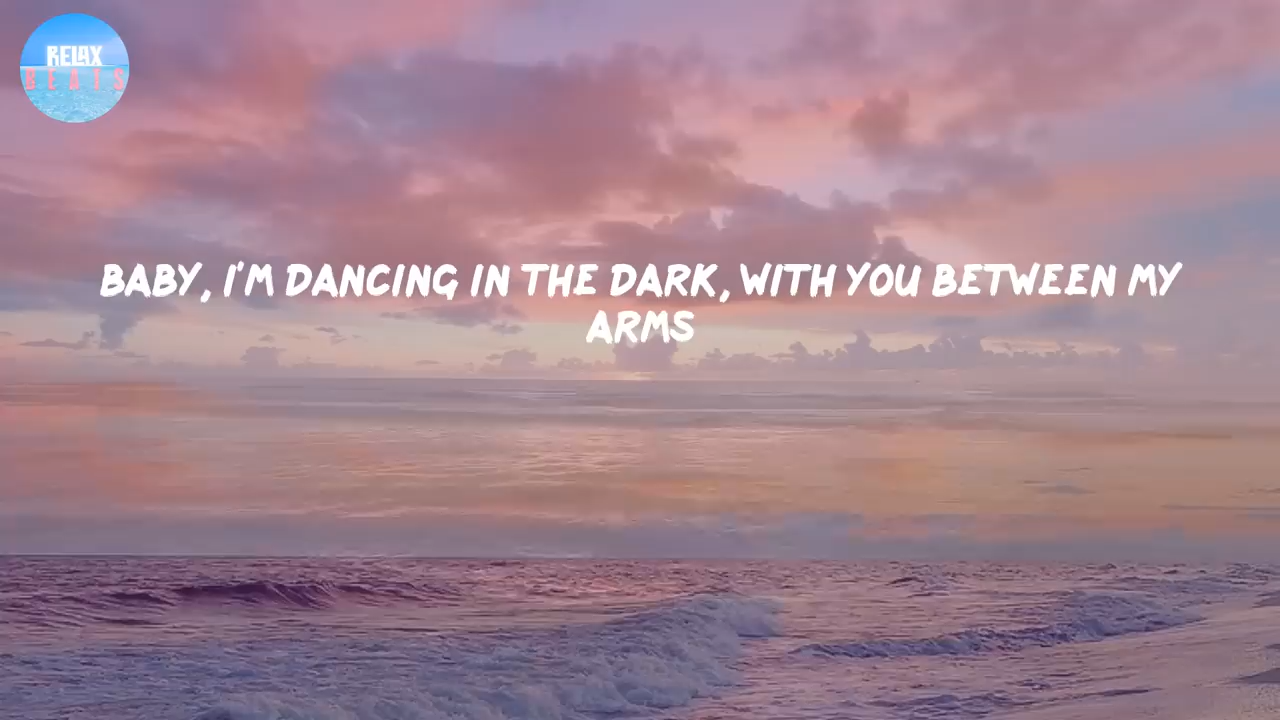 RELAX
BEATS
BABY, I'M DANCING IN THE DARK, WITH YOU BETWEEN MY
ARMS